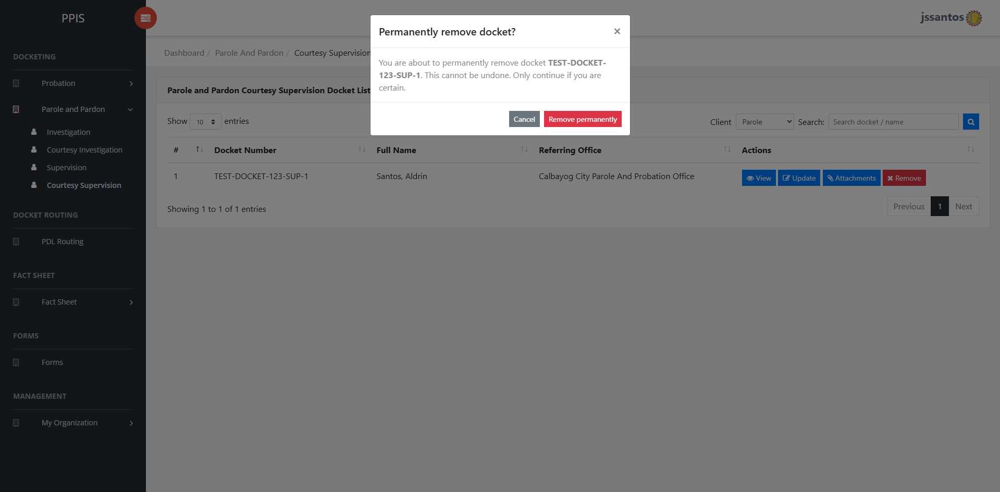 PPIS
jssantos
DOCKETING
Probation
Parole and Pardon
Investigation
Courtesy Investigation
Supervision
Courtesy Supervision
DOCKET ROUTING
PDL Routing
FACT SHEET
Fact Sheet
FORMS
Forms
MANAGEMENT
My Organization
Dashboard / Parole And Pardon / Courtesy Supervision
Permanently remove docket? ×
You are about to permanently remove docket TEST-DOCKET-
123-SUP-1. This cannot be undone. Only continue if you are
certain.
Cancel Remove permanently
Parole and Pardon Courtesy Supervision Docket List
Show 10 entries
Client Parole Search: Search docket / name
# Docket Number Full Name Referring Office Actions
1 TEST-DOCKET-123-SUP-1 Santos, Aldrin Calbayog City Parole And Probation Office View Update Attachments Remove
Showing 1 to 1 of 1 entries
Previous 1 Next